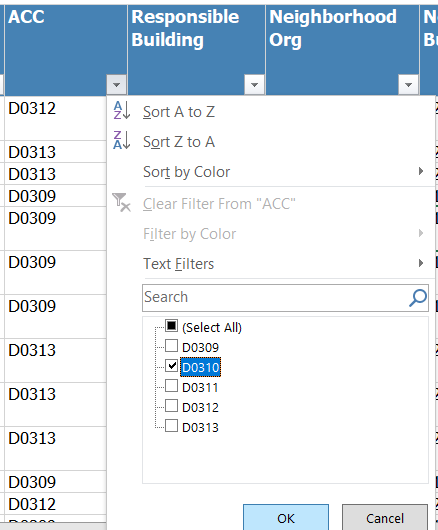 ACC
Responsible Building
Neighborhood Org
D0312
D0313
D0313
D0309
D0309
D0309
D0309
D0313
D0313
D0313
D0309
D0312
Sort A to Z
Sort Z to A
Sort by Color
Clear Filter From "ACC"
Filter by Color
Text Filters
Search
(Select All)
D0309
D0310
D0311
D0312
D0313
OK
Cancel